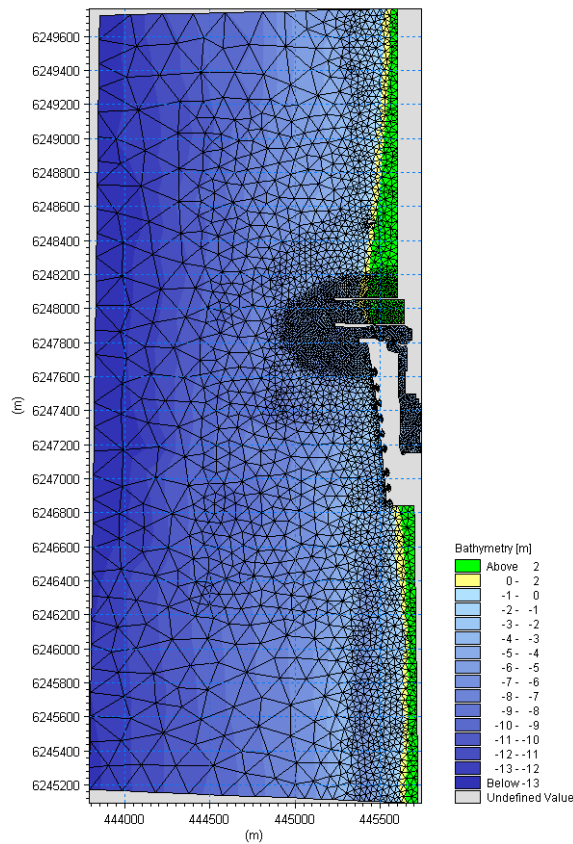 6249600
6249400
6249200
6249000
6248800
6248600
6248400
6248200
6248000
6247800
6247600
6247400
6247200
6247000
6246800
6246600
6246400
6246200
6246000
6245800
6245600
6245400
6245200
(m)
444000 444500 445000 445500
(m)
Bathymetry [m]
Above 2
0 - 2
-1 - 0
-2 - -1
-3 - -2
-4 - -3
-5 - -4
-6 - -5
-7 - -6
-8 - -7
-9 - -8
-10 - -9
-11 - -10
-12 - -11
-13 - -12
Below -13
Undefined Value